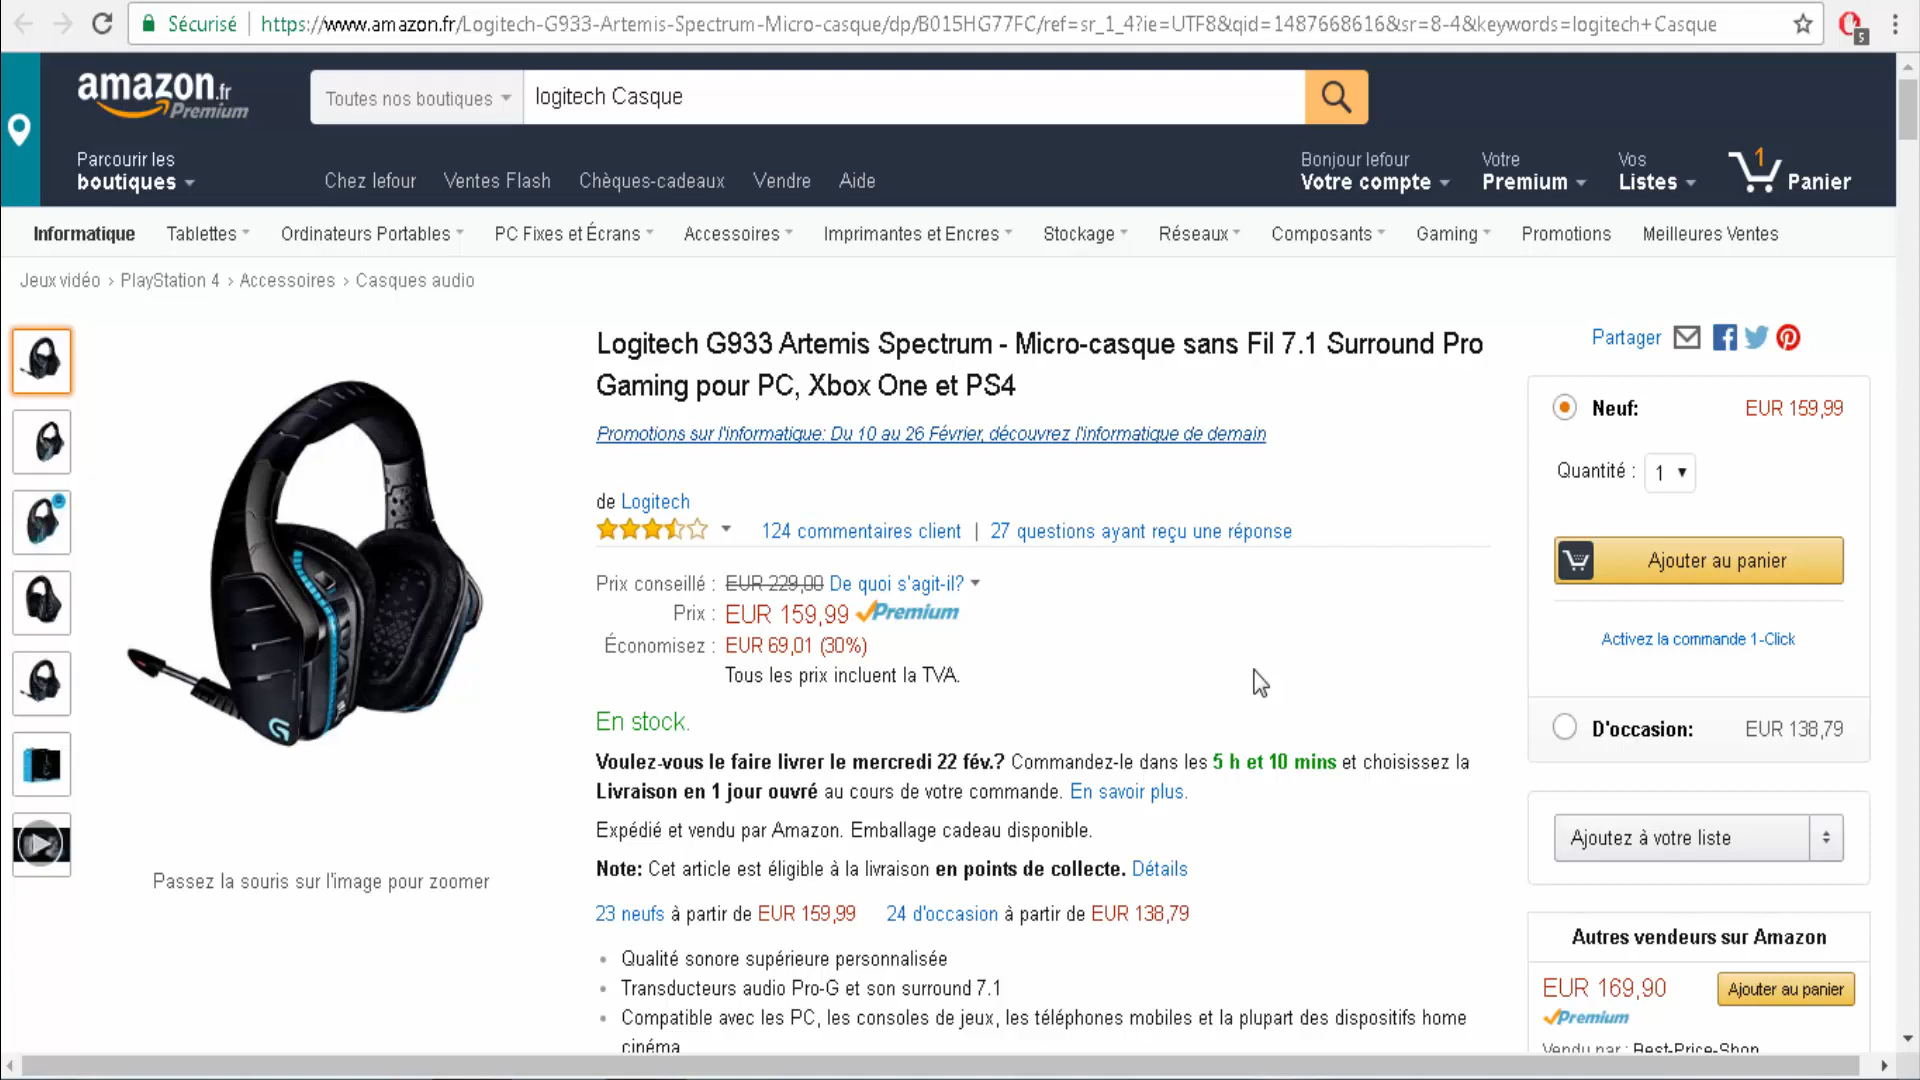 Sécurisé https://www.amazon.fr/Logitech-G933-Artemis-Spectrum-Micro-casque/dp/B015HG77FC/ref=sr_1_4?ie=UTF8&qid=1487668616&sr=8-4&keywords=logitech+Casque
5
amazon.fr
Premium
Toutes nos boutiques
logitech Casque
Parcourir les
boutiques
Chez lefour Ventes Flash Chèques-cadeaux Vendre Aide
Bonjour lefour
Votre compte
Votre
Premium
Vos
Listes
1
Panier
Informatique Tablettes Ordinateurs Portables PC Fixes et Écrans Accessoires Imprimantes et Encres Stockage Réseaux Composants Gaming Promotions Meilleures Ventes
Jeux vidéo › PlayStation 4 › Accessoires › Casques audio
Passez la souris sur l'image pour zoomer
Logitech G933 Artemis Spectrum - Micro-casque sans Fil 7.1 Surround Pro
Gaming pour PC, Xbox One et PS4
Promotions sur l'informatique: Du 10 au 26 Février, découvrez l'informatique de demain
de Logitech
124 commentaires client | 27 questions ayant reçu une réponse
Prix conseillé : EUR 229,00 De quoi s'agit-il?
Prix : EUR 159,99 Premium
Économisez : EUR 69,01 (30%)
Tous les prix incluent la TVA.
En stock.
Voulez-vous le faire livrer le mercredi 22 fév.? Commandez-le dans les 5 h et 10 mins et choisissez la
Livraison en 1 jour ouvré au cours de votre commande. En savoir plus.
Expédié et vendu par Amazon. Emballage cadeau disponible.
Note: Cet article est éligible à la livraison en points de collecte. Détails
23 neufs à partir de EUR 159,99 24 d'occasion à partir de EUR 138,79
• Qualité sonore supérieure personnalisée
• Transducteurs audio Pro-G et son surround 7.1
• Compatible avec les PC, les consoles de jeux, les téléphones mobiles et la plupart des dispositifs home
cinéma
Partager
Neuf: EUR 159,99
Quantité : 1
Ajouter au panier
Activez la commande 1-Click
D'occasion: EUR 138,79
Ajoutez à votre liste
Autres vendeurs sur Amazon
EUR 169,90 Ajouter au panier
Premium
Vendu par : Best-Price-Shop